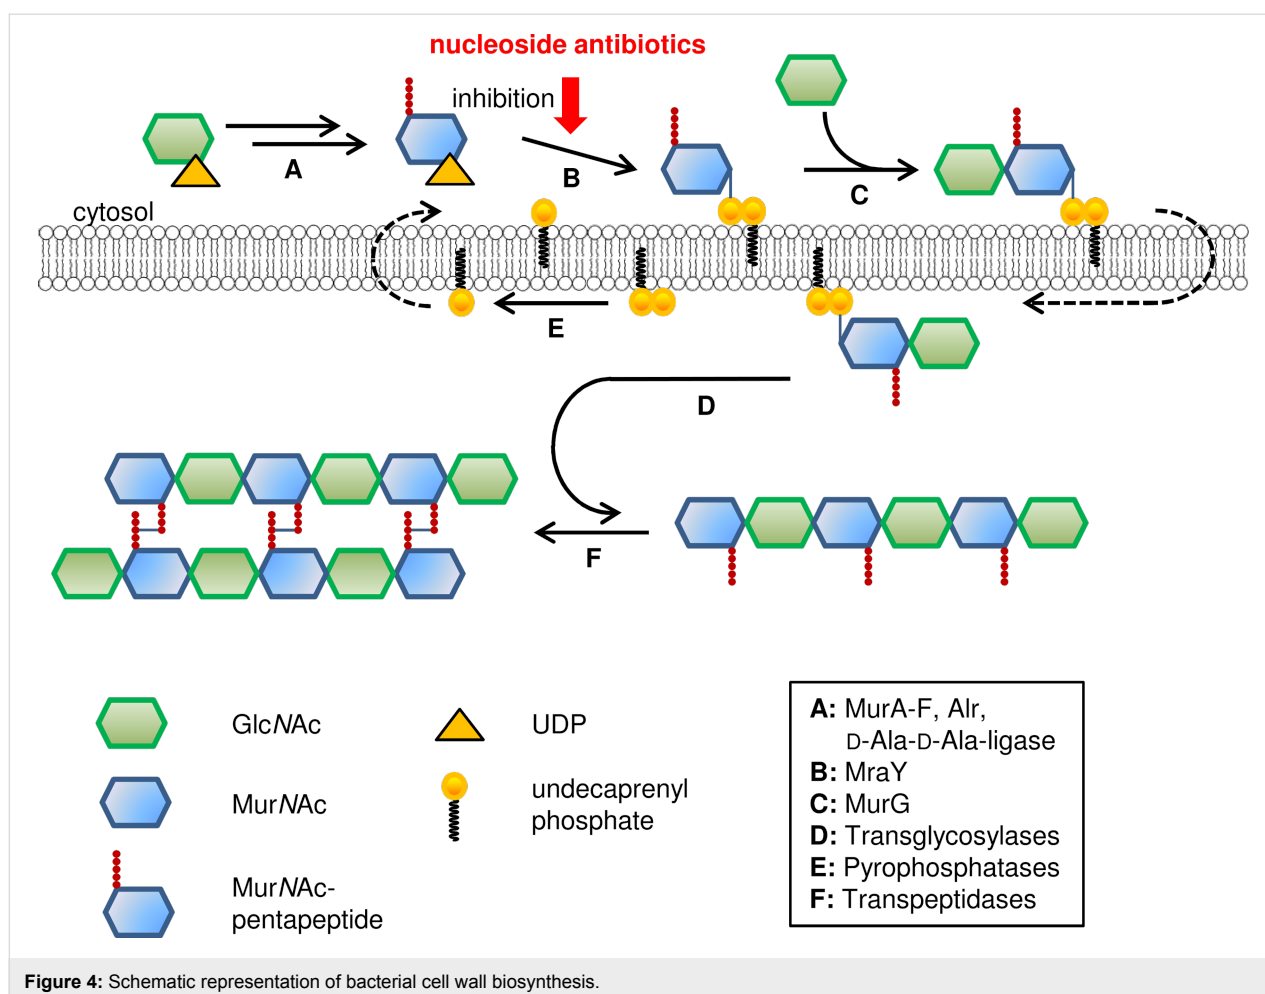 nucleoside antibiotics
inhibition
A
B
C
cytosol
E
D
F
GlcNAc
UDP
MurNAc
undecaprenyl
phosphate
MurNAc-
pentapeptide
A: MurA-F, Alr,
D-Ala-D-Ala-ligase
B: MraY
C: MurG
D: Transglycosylases
E: Pyrophosphatases
F: Transpeptidases
Figure 4: Schematic representation of bacterial cell wall biosynthesis.